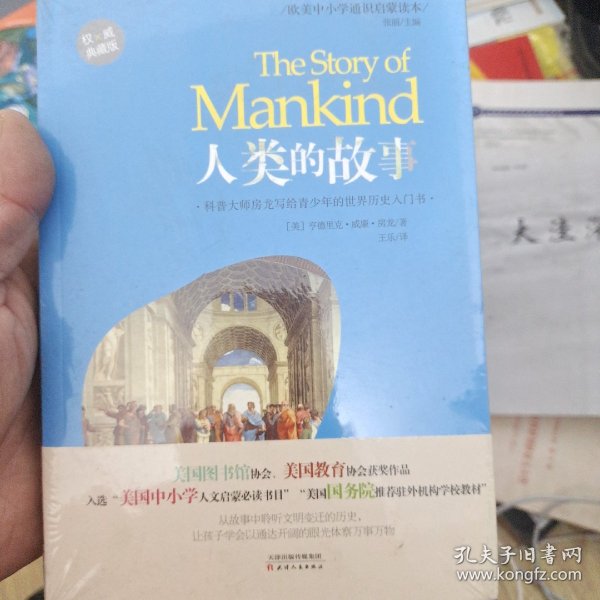 /欧美中小学通识启蒙读本/
张丽/主编
权×威
典藏版
The Story of
Mankind
人类的故事
·科普大师房龙写给青少年的世界历史入门书·
[美]亨德里克·威廉·房龙/著
王乐/译
美国图书馆协会、美国教育协会获奖作品
入选“美国中小学人文启蒙必读书目”“美国国务院推荐驻外机构学校教材”
从故事中聆听文明变迁的历史,
让孩子学会以通达开阔的眼光体察万事万物
天津出版传媒集团
天津人民出版社
孔夫子旧书网
www.kongfz.com